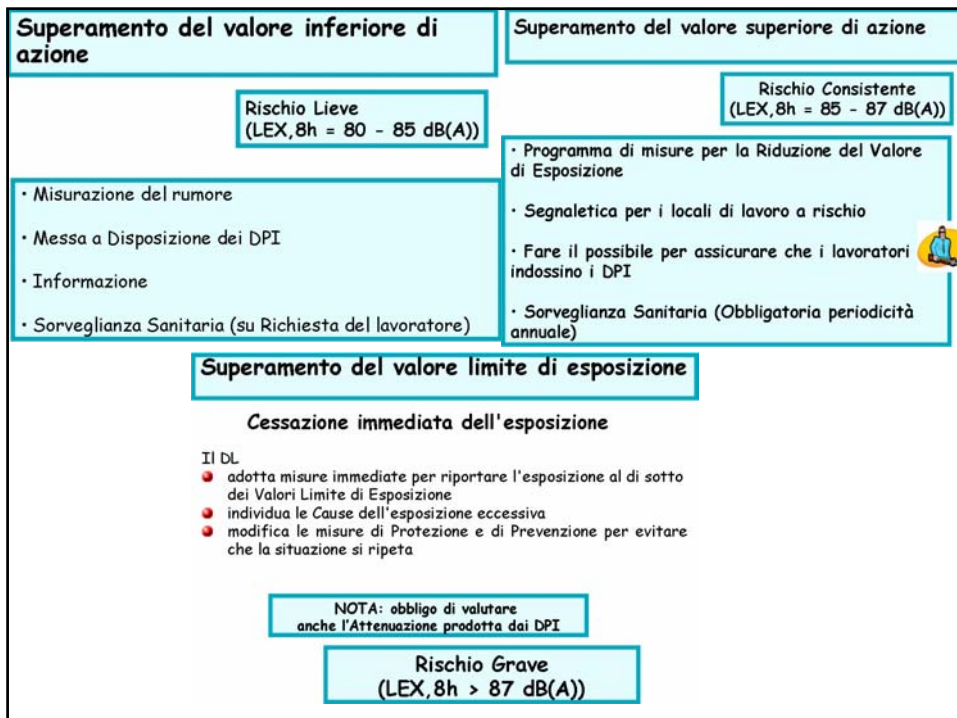 Superamento del valore inferiore di
azione
Rischio Lieve
(LEX,8h = 80 - 85 dB(A))
· Misurazione del rumore
· Messa a Disposizione dei DPI
· Informazione
· Sorveglianza Sanitaria (su Richiesta del lavoratore)
Superamento del valore superiore di azione
Rischio Consistente
(LEX,8h = 85 - 87 dB(A))
· Programma di misure per la Riduzione del Valore
di Esposizione
· Segnaletica per i locali di lavoro a rischio
· Fare il possibile per assicurare che i lavoratori
indossino i DPI
· Sorveglianza Sanitaria (Obbligatoria periodicità
annuale)
Superamento del valore limite di esposizione
Cessazione immediata dell'esposizione
Il DL
adotta misure immediate per riportare l'esposizione al di sotto
dei Valori Limite di Esposizione
individua le Cause dell'esposizione eccessiva
modifica le misure di Protezione e di Prevenzione per evitare
che la situazione si ripeta
NOTA: obbligo di valutare
anche l'Attenuazione prodotta dai DPI
Rischio Grave
(LEX,8h > 87 dB(A))